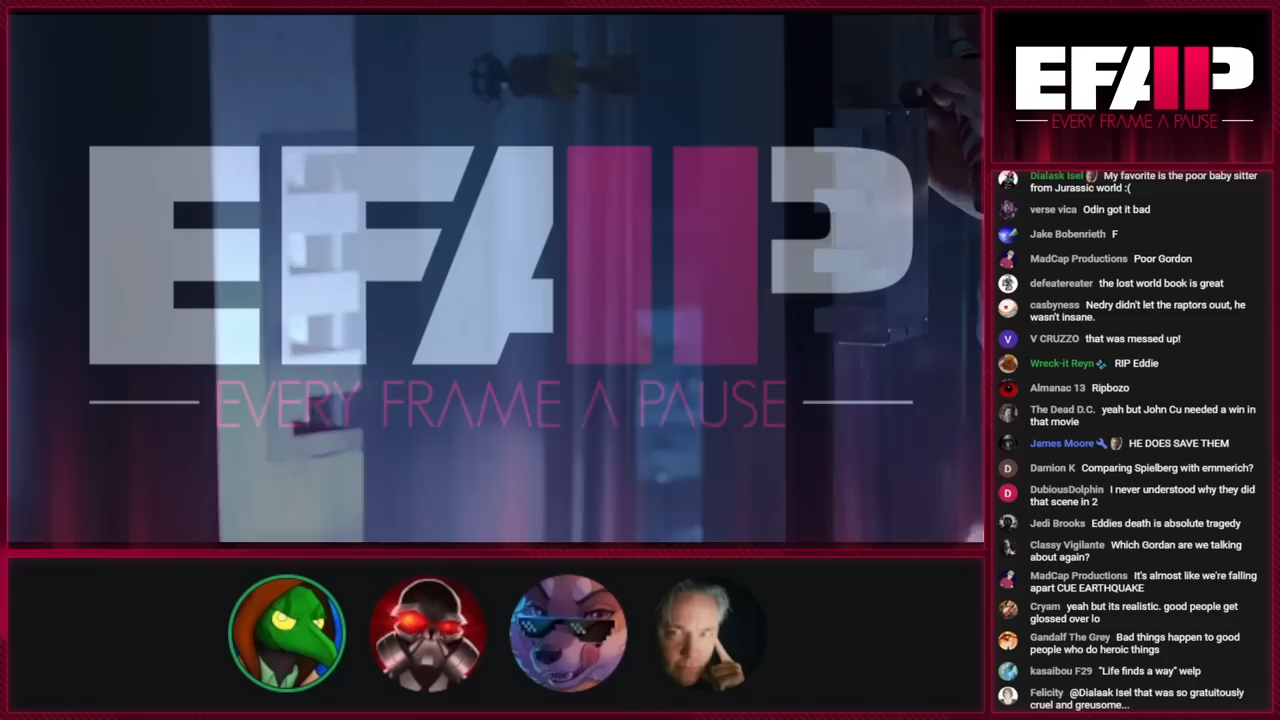 EFAP
EVERY FRAME A PAUSE
EFAP
EVERY FRAME A PAUSE
Dialask Isel My favorite is the poor baby sitter
from Jurassic world :(
verse vica Odin got it bad
Jake Bobenrieth F
MadCap Productions Poor Gordon
defeatereater the lost world book is great
casbyness Nedry didn't let the raptors ouut, he
wasn't insane.
V
V CRUZZO that was messed up!
Wreck-it Reyn RIP Eddie
Almanac 13 Ripbozo
The Dead D.C. yeah but John Cu needed a win in
that movie
James Moore HE DOES SAVE THEM
D
Damion K Comparing Spielberg with emmerich?
D
DubiousDolphin I never understood why they did
that scene in 2
Jedi Brooks Eddies death is absolute tragedy
Classy Vigilante Which Gordan are we talking
about again?
MadCap Productions It's almost like we're falling
apart CUE EARTHQUAKE
Cryam yeah but its realistic. good people get
glossed over lo
Gandalf The Grey Bad things happen to good
people who do heroic things
kasaibou F29 "Life finds a way" welp
Felicity @Dialaak Isel that was so gratuitously
cruel and greusome...